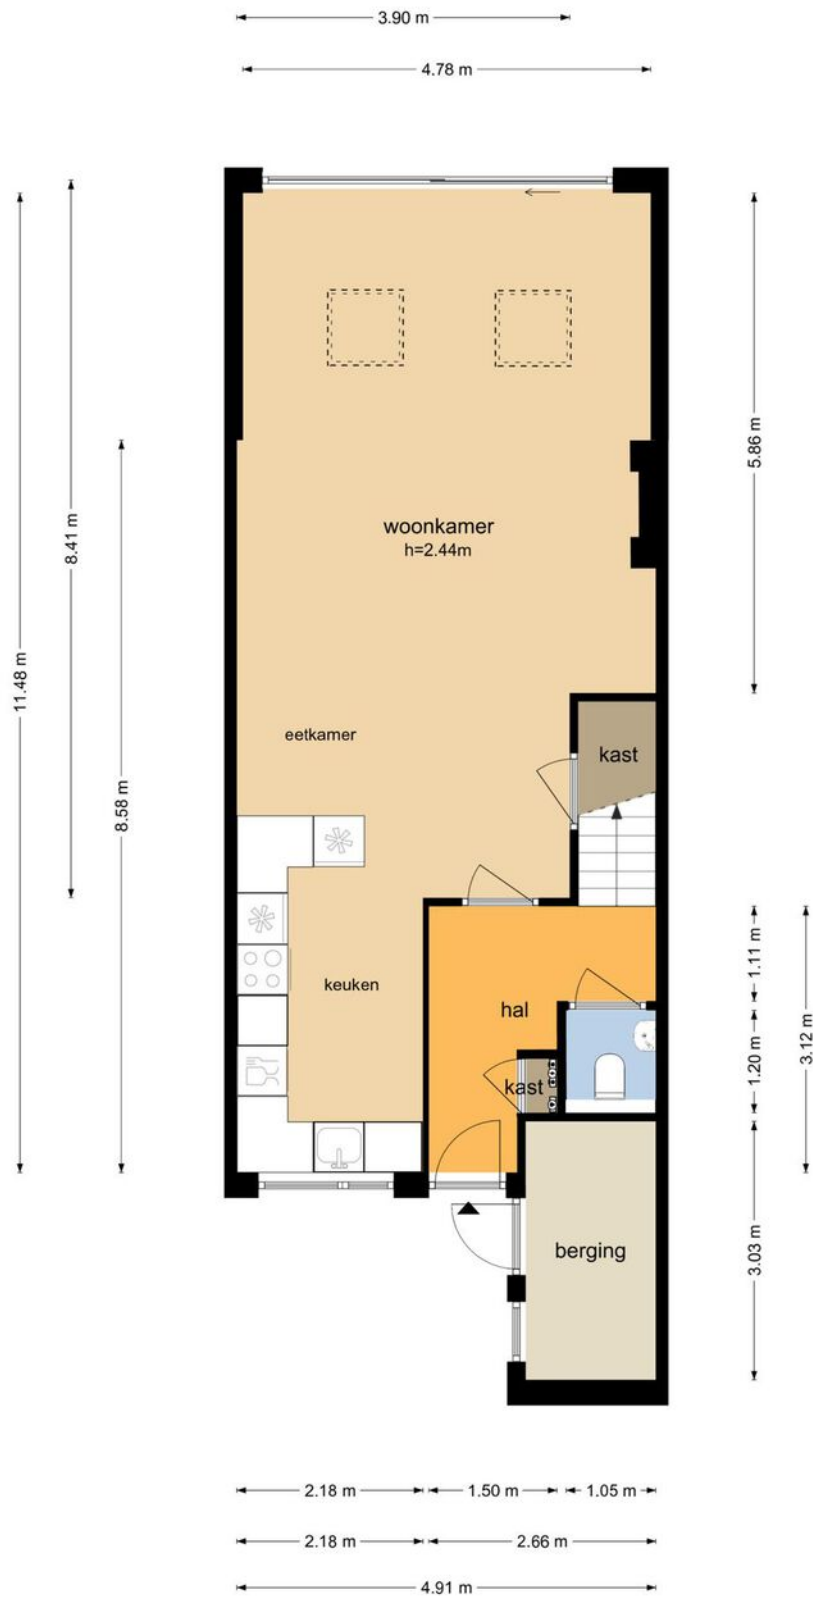 3.90 m
4.78 m
5.86 m
8.41 m
11.48 m
8.58 m
woonkamer
h=2.44m
eetkamer
kast
keuken
hal
kast
1.11 m
1.20 m
3.12 m
berging
3.03 m
2.18 m
1.50 m
1.05 m
2.18 m
2.66 m
4.91 m